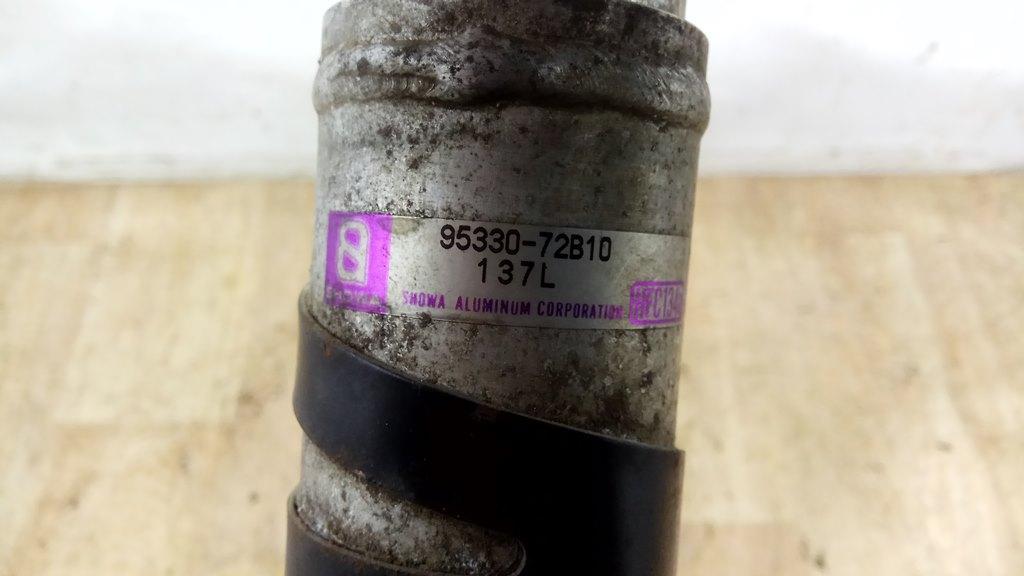 95330-72B10
137L
SHOWA ALUMINUM CORPORATION